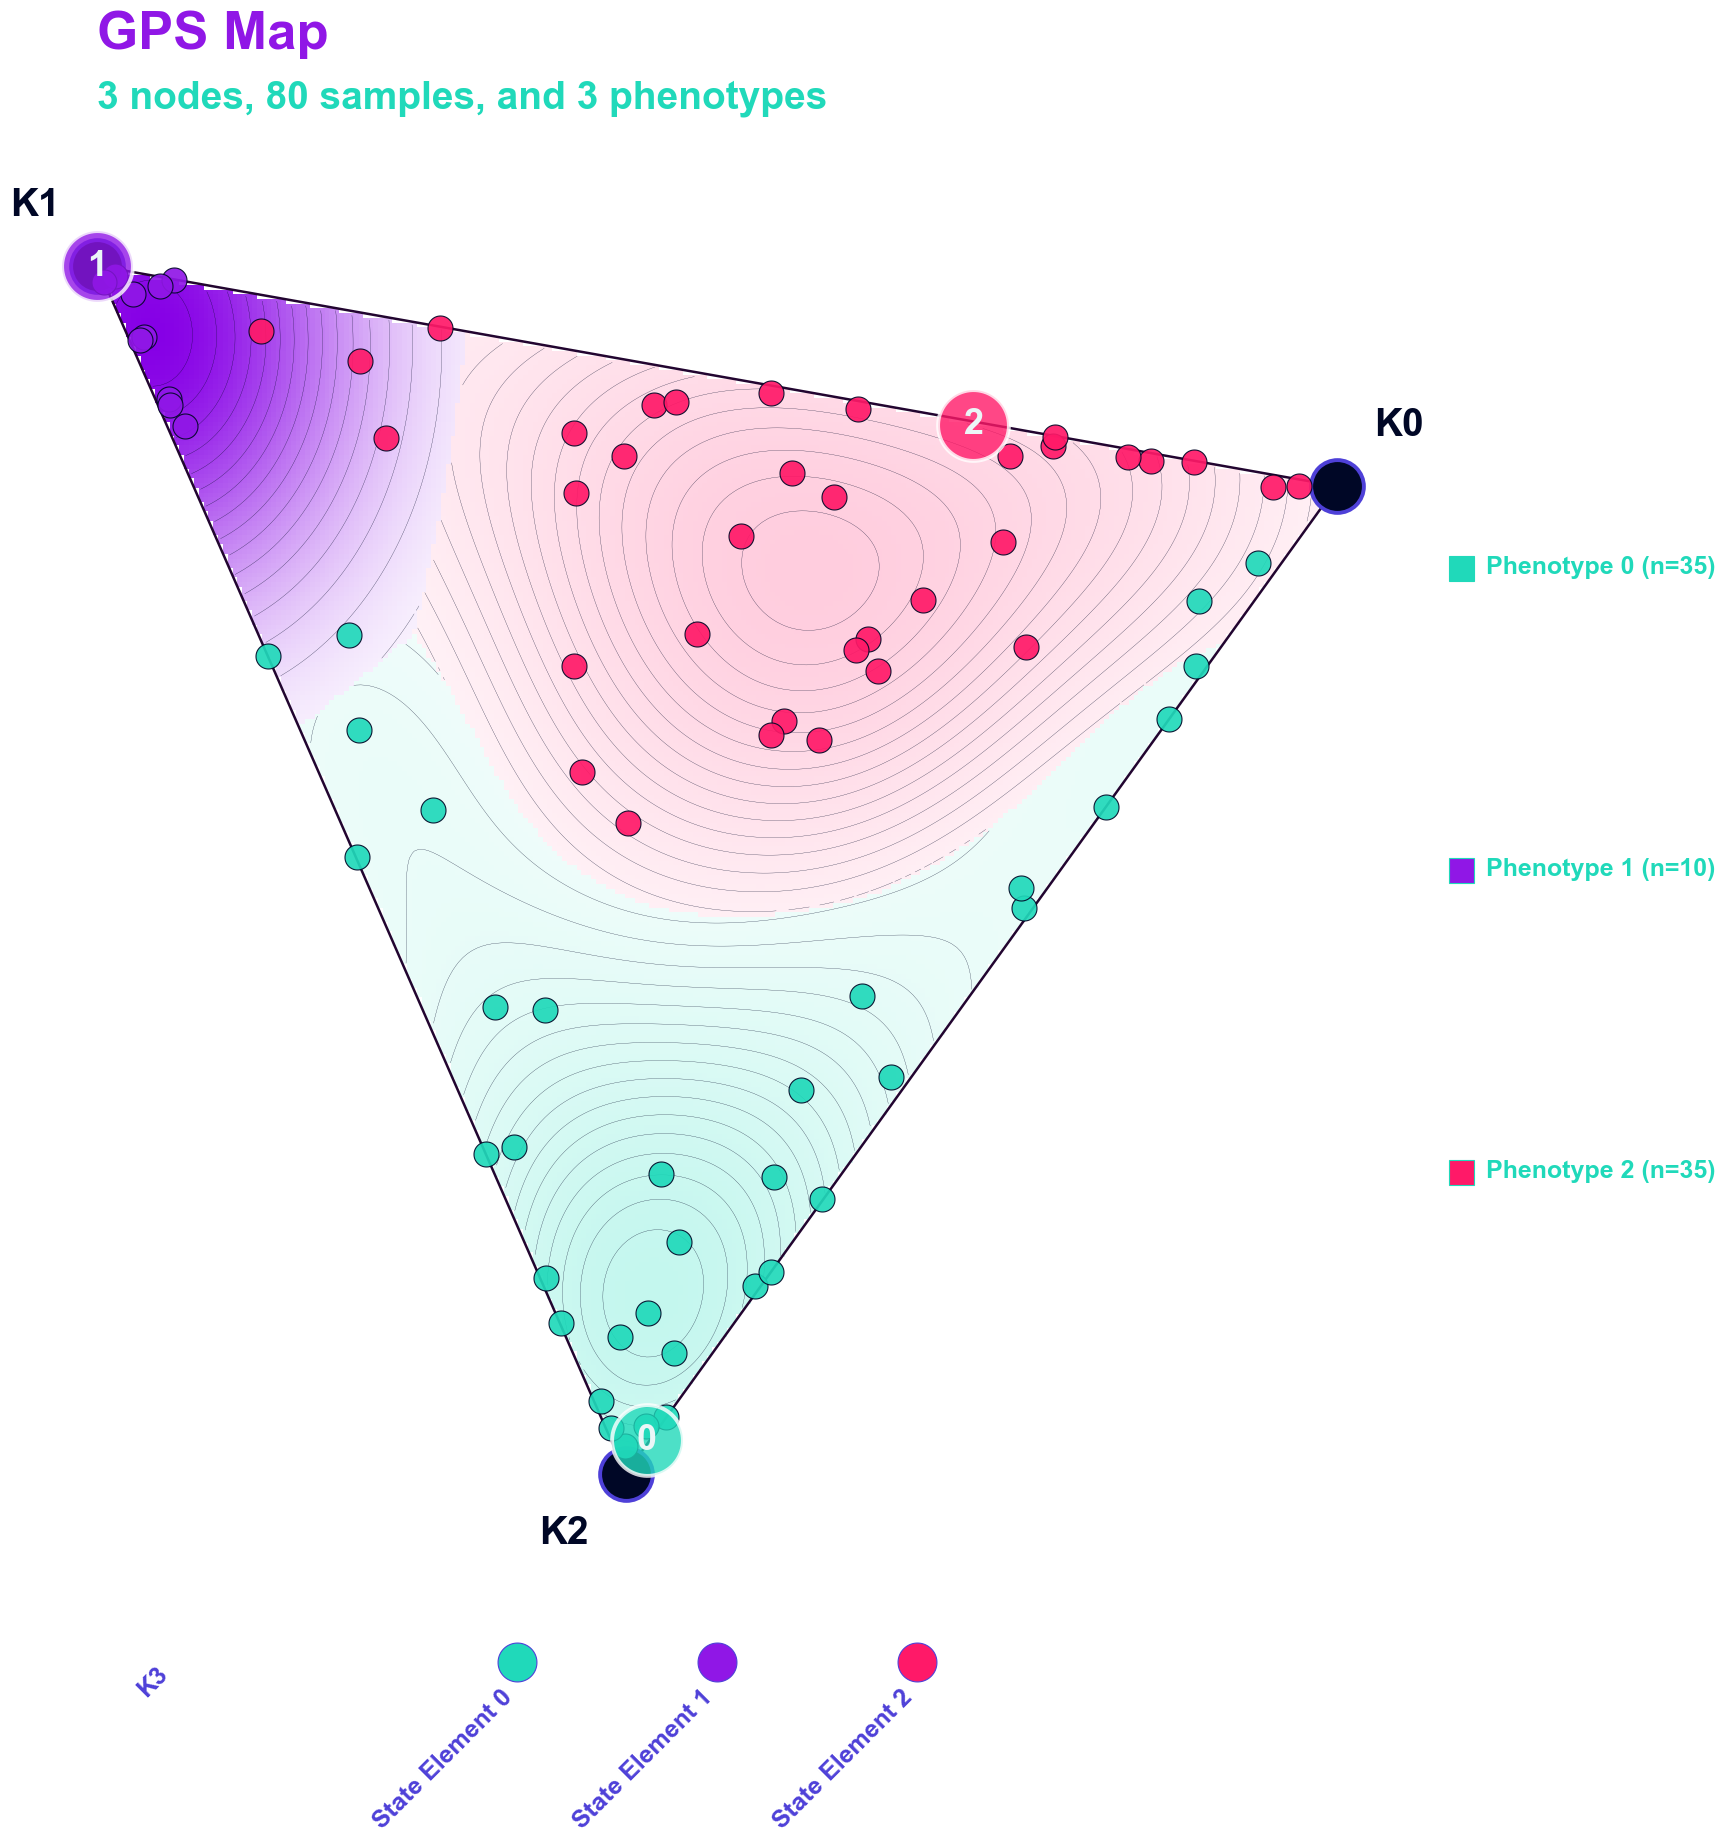 GPS Map
3 nodes, 80 samples, and 3 phenotypes
K1
1
2
K0
Phenotype 0 (n=35)
Phenotype 1 (n=10)
Phenotype 2 (n=35)
0
K2
K3
State Element 0
State Element 1
State Element 2